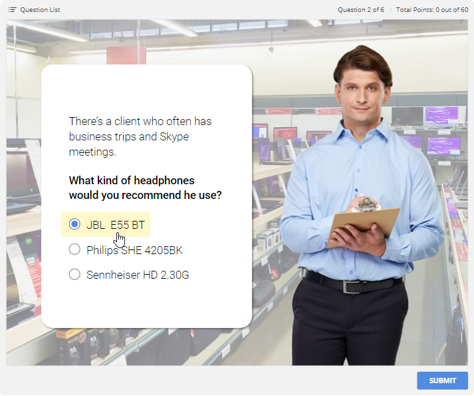 Question List
Question 2 of 6 | Total Points: 0 out of 60
There's a client who often has
business trips and Skype
meetings.
What kind of headphones
would you recommend he use?
JBL E55 BT
Philips SHE 4205BK
Sennheiser HD 2.30G
SUBMIT